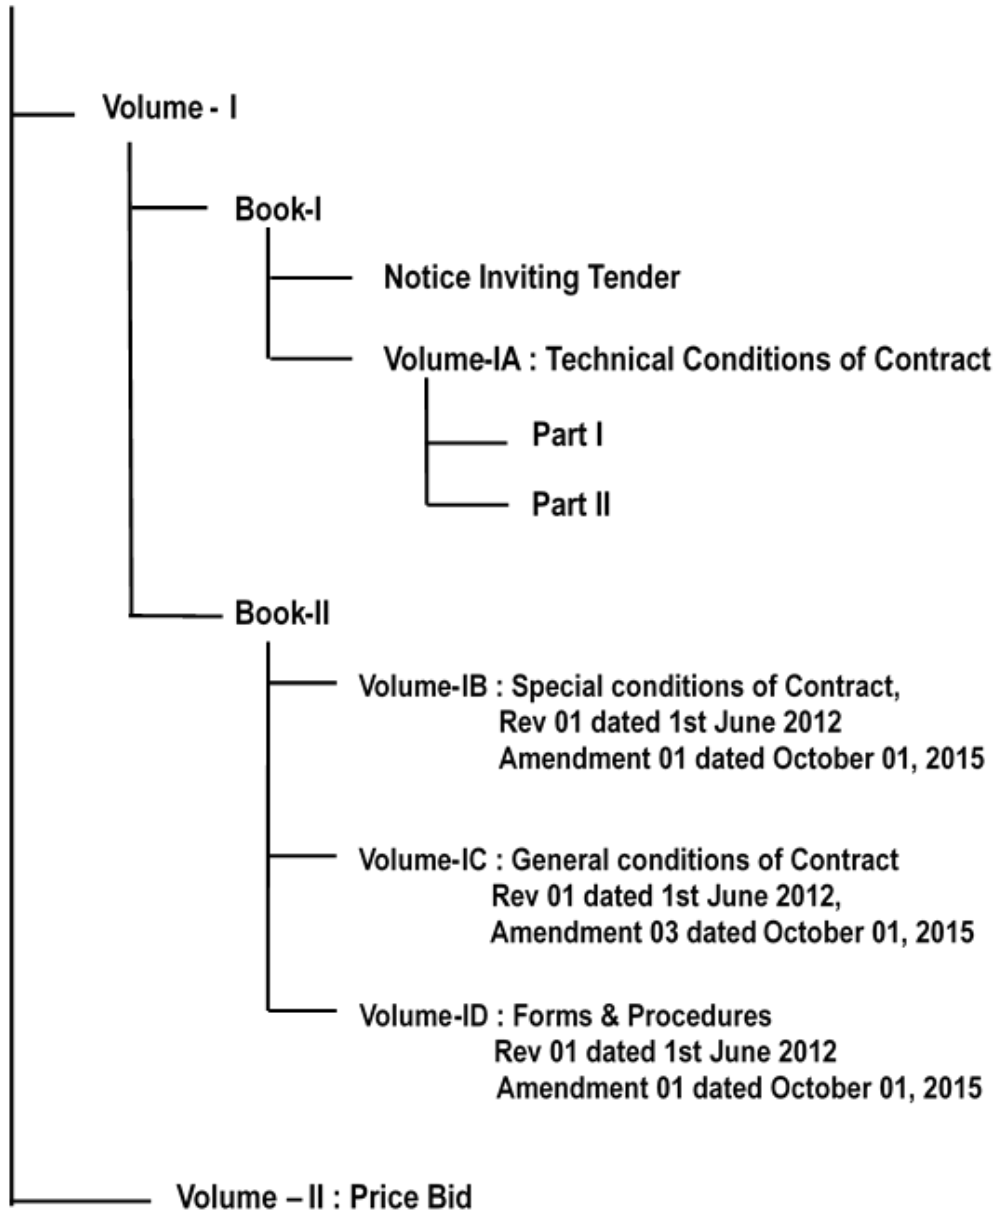 Volume - I
Book-I
Notice Inviting Tender
Volume-IA : Technical Conditions of Contract
Part I
Part II
Book-II
Volume-IB : Special conditions of Contract,
Rev 01 dated 1st June 2012
Amendment 01 dated October 01, 2015
Volume-IC : General conditions of Contract
Rev 01 dated 1st June 2012,
Amendment 03 dated October 01, 2015
Volume-ID : Forms & Procedures
Rev 01 dated 1st June 2012
Amendment 01 dated October 01, 2015
Volume – II : Price Bid